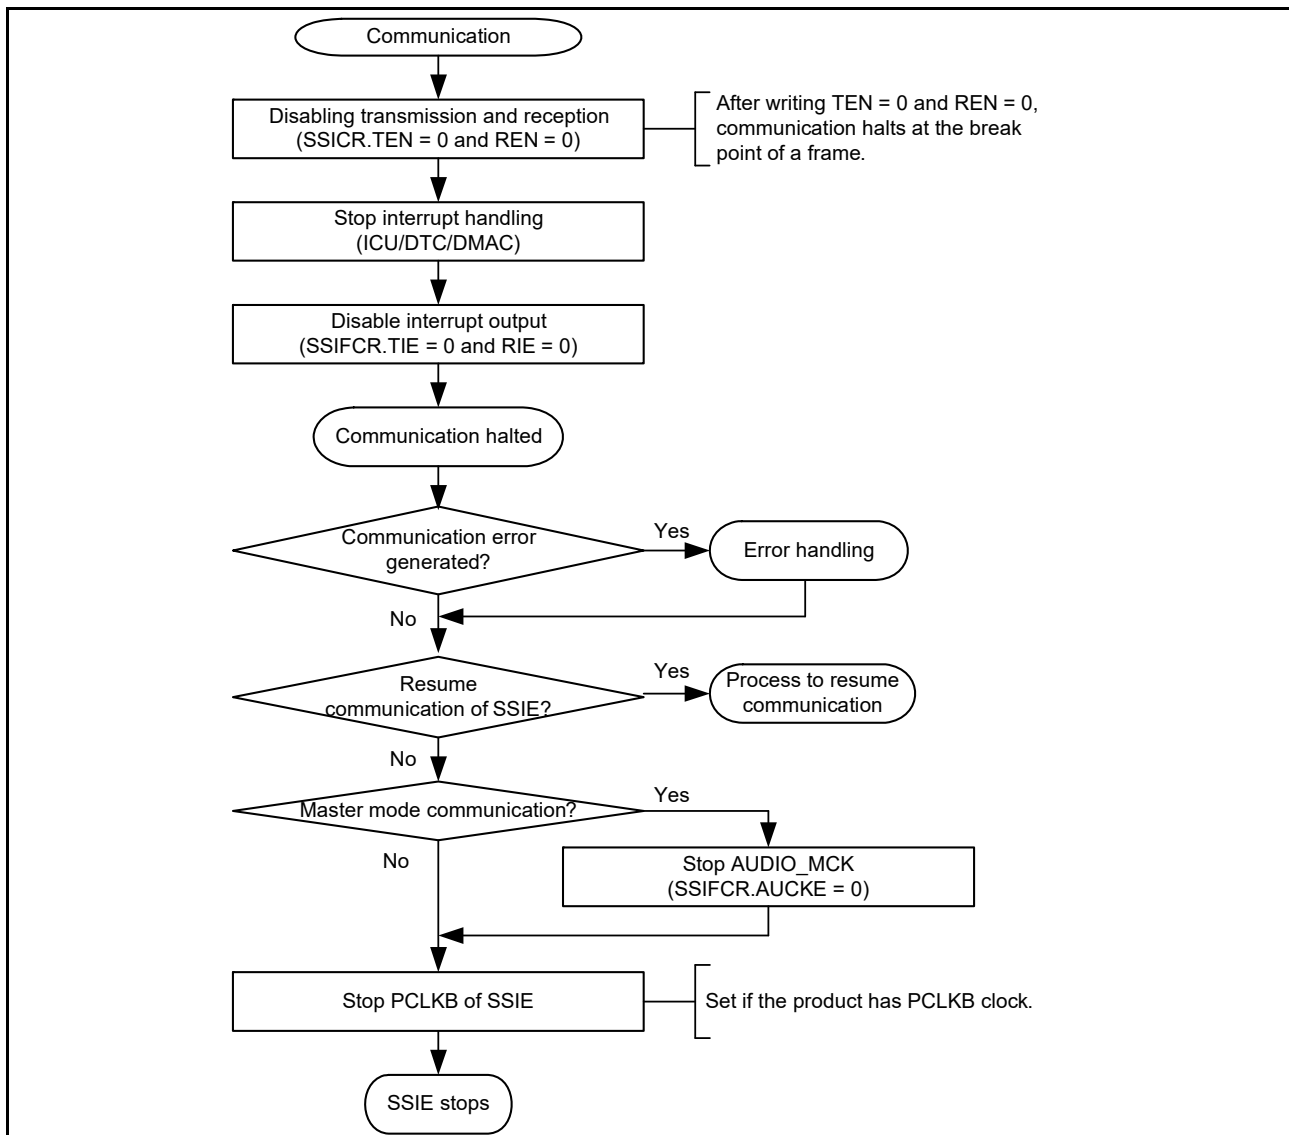 Communication
Disabling transmission and reception
(SSICR.TEN = 0 and REN = 0)
After writing TEN = 0 and REN = 0,
communication halts at the break
point of a frame.
Stop interrupt handling
(ICU/DTC/DMAC)
Disable interrupt output
(SSIFCR.TIE = 0 and RIE = 0)
Communication halted
Communication error
generated?
Yes
Error handling
No
Resume
communication of SSIE?
Yes
Process to resume
communication
No
Master mode communication?
Yes
No
Stop AUDIO_MCK
(SSIFCR.AUCKE = 0)
Stop PCLKB of SSIE
Set if the product has PCLKB clock.
SSIE stops